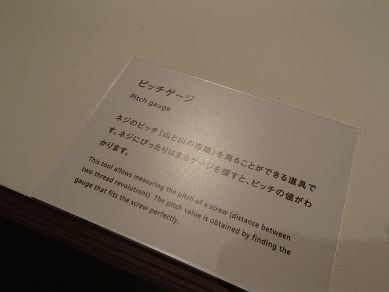 ピッチゲージ
Pitch gauge
ネジのピッチ（山と山の距離）を測ることができる道具で
す。ネジにぴったりはまるゲージを探すと、ピッチの値がわ
かります。
This tool allows measuring the pitch of a screw (distance between
two thread revolutions). The pitch value is obtained by finding the
gauge that fits the screw perfectly.